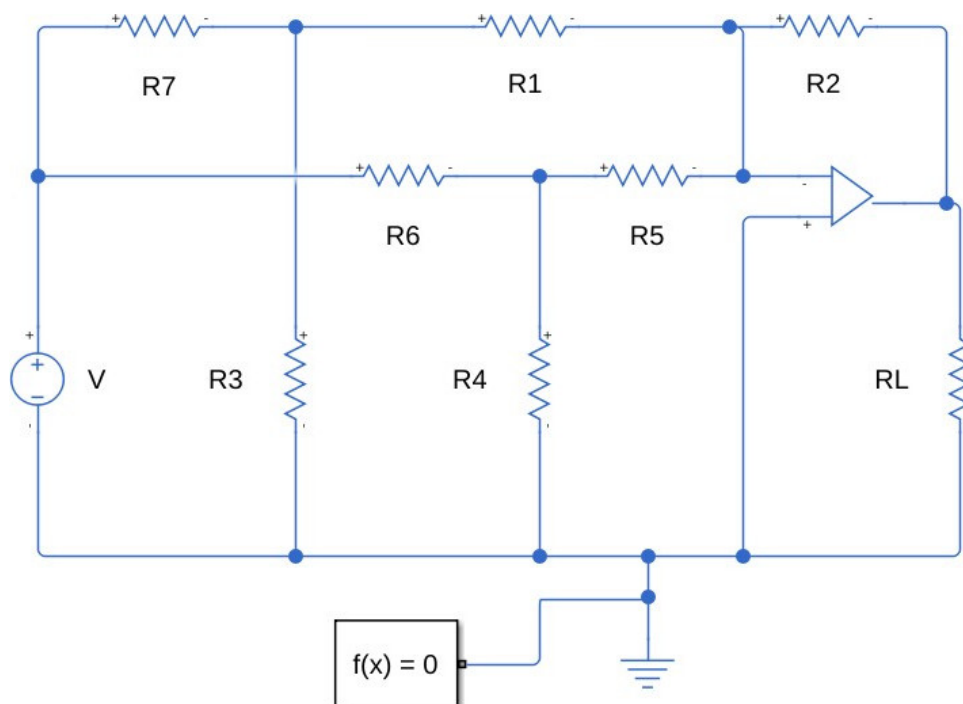 + - + - + -
R7 R1 R2
+ - + - -
R6 R5 +
+ + +
+ - V R3 R4 RL
- - -
f(x) = 0